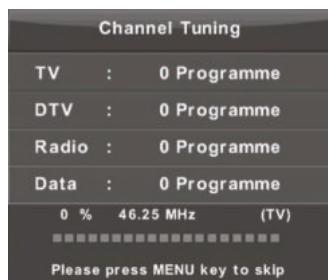 Channel Tuning
TV : 0 Programme
DTV : 0 Programme
Radio : 0 Programme
Data : 0 Programme
0 % 46.25 MHz (TV)
Please press MENU key to skip